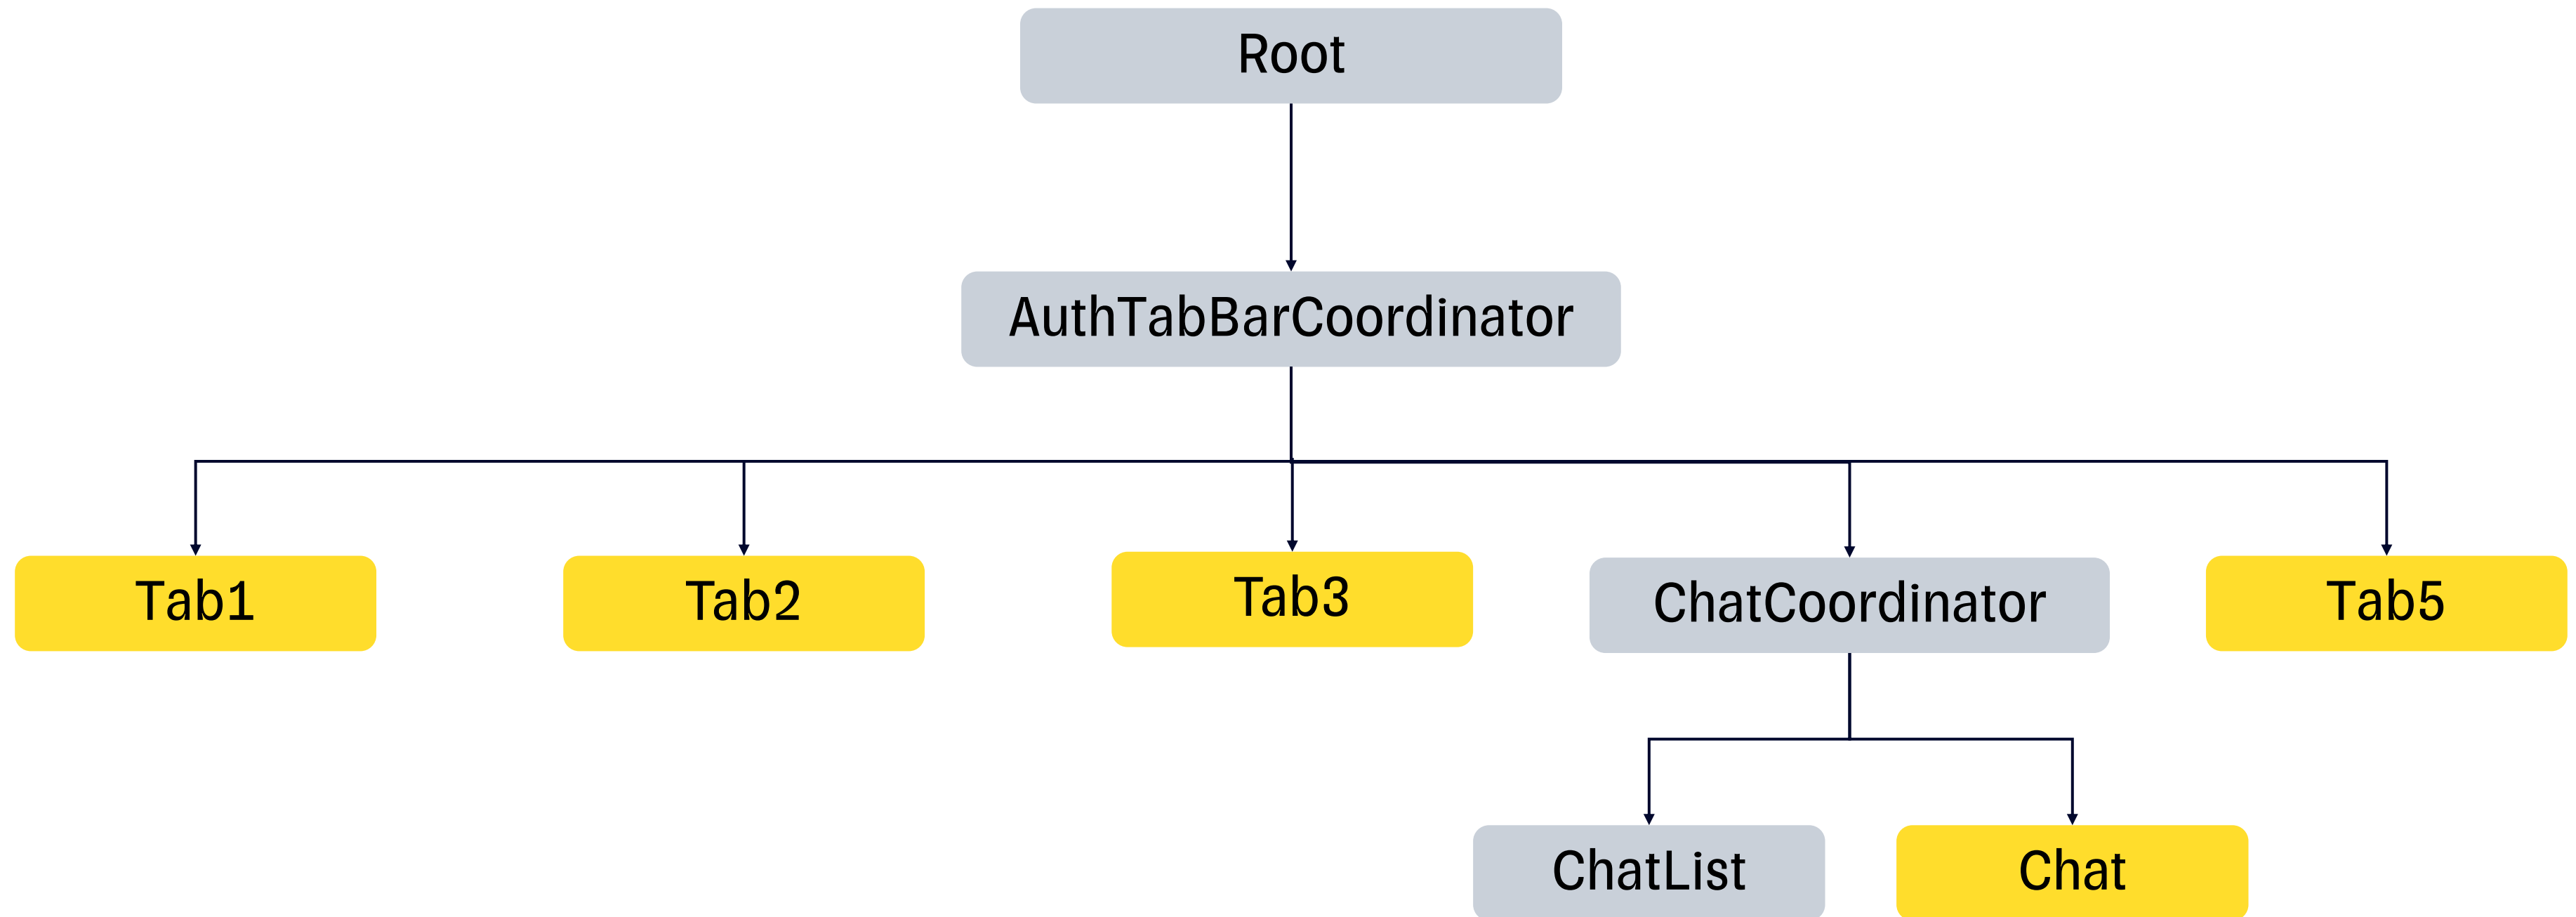 Root
AuthTabBarCoordinator
Tab1
Tab2
Tab3
ChatCoordinator
Tab5
ChatList
Chat